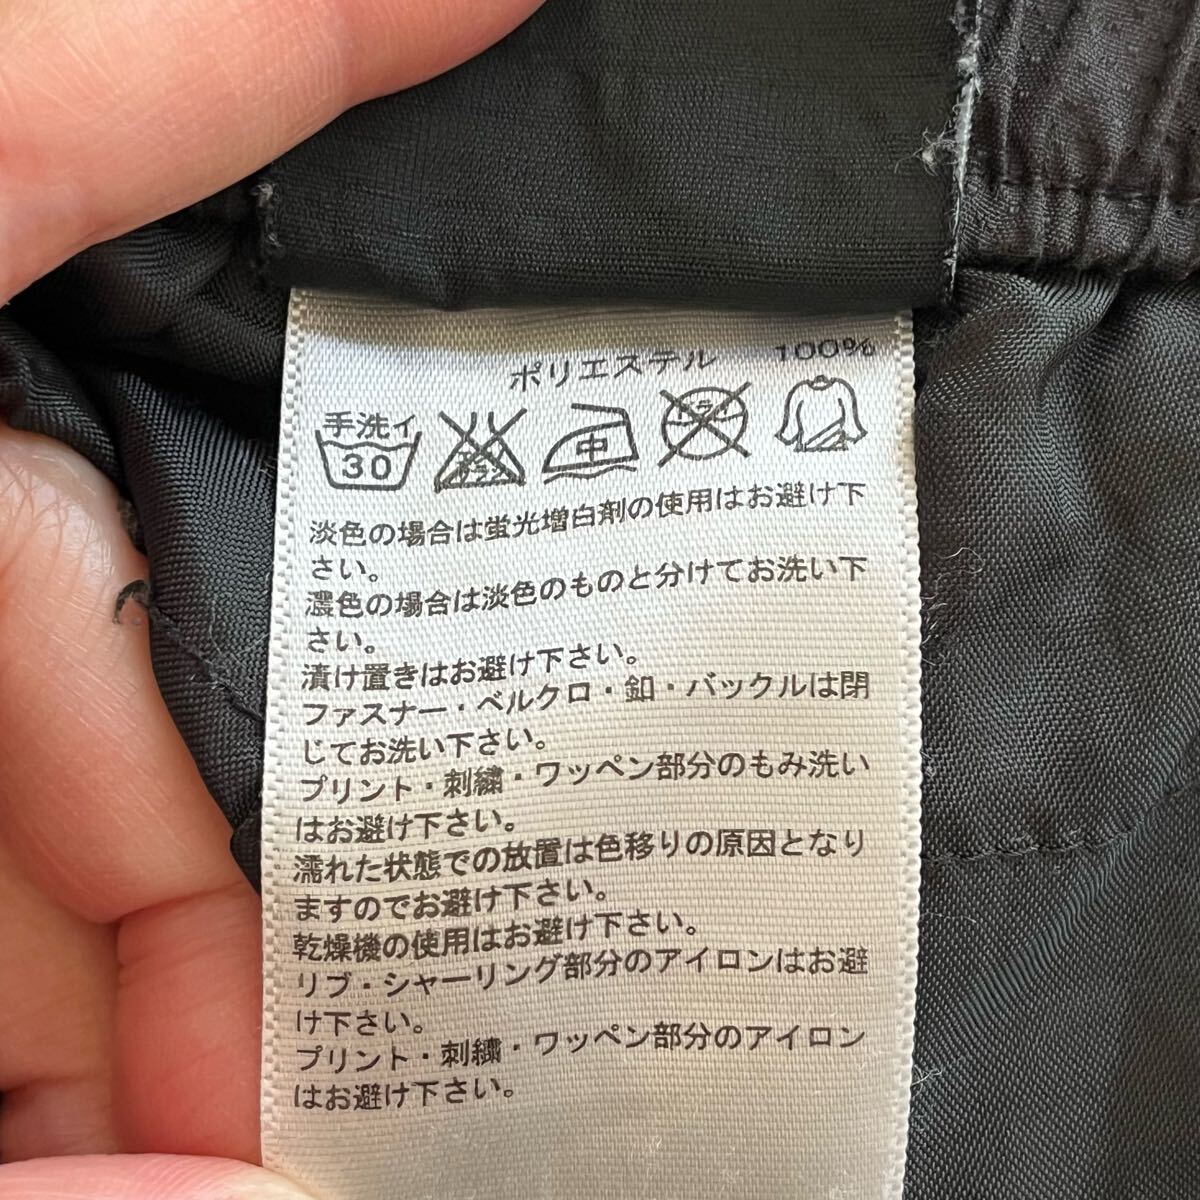 ポリエステル 100%
手洗イ 30 エンソサラシ 中 ドライ
淡色の場合は蛍光増白剤の使用はお避け下
さい。
濃色の場合は淡色のものと分けてお洗い下
さい。
漬け置きはお避け下さい。
ファスナー・ベルクロ・釦・バックルは閉
じてお洗い下さい。
プリント・刺繍・ワッペン部分のもみ洗い
はお避け下さい。
濡れた状態での放置は色移りの原因となり
ますのでお避け下さい。
乾燥機の使用はお避け下さい。
リブ・シャーリング部分のアイロンはお避
け下さい。
プリント・刺繍・ワッペン部分のアイロン
はお避け下さい。